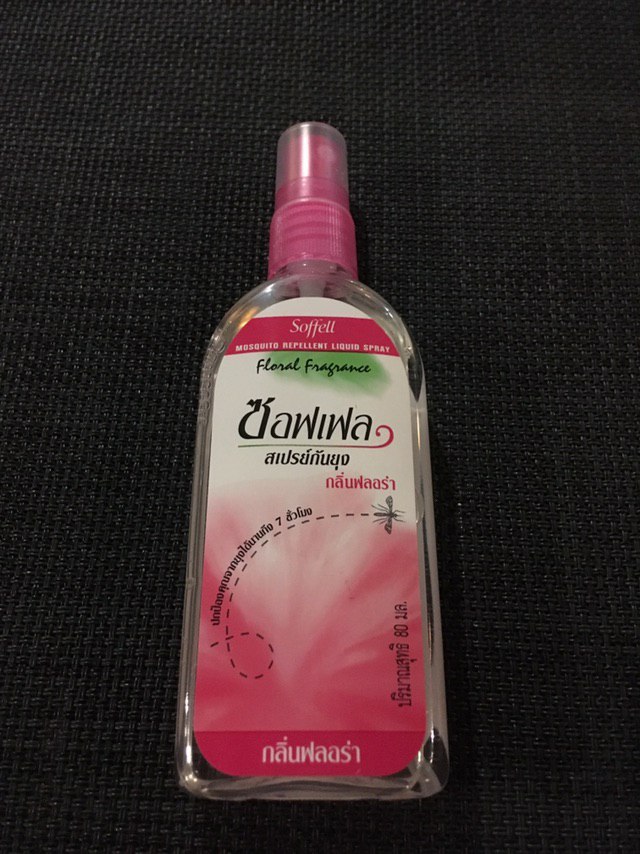 Soffell
MOSQUITO REPELLENT LIQUID SPRAY
Floral Fragrance
ซอฟเฟล
สเปรย์กันยุง
กลิ่นฟลอร่า
ปกป้องคุณจากยุงได้นานถึง 7 ชั่วโมง
ปริมาณสุทธิ 80 มล.
กลิ่นฟลอร่า